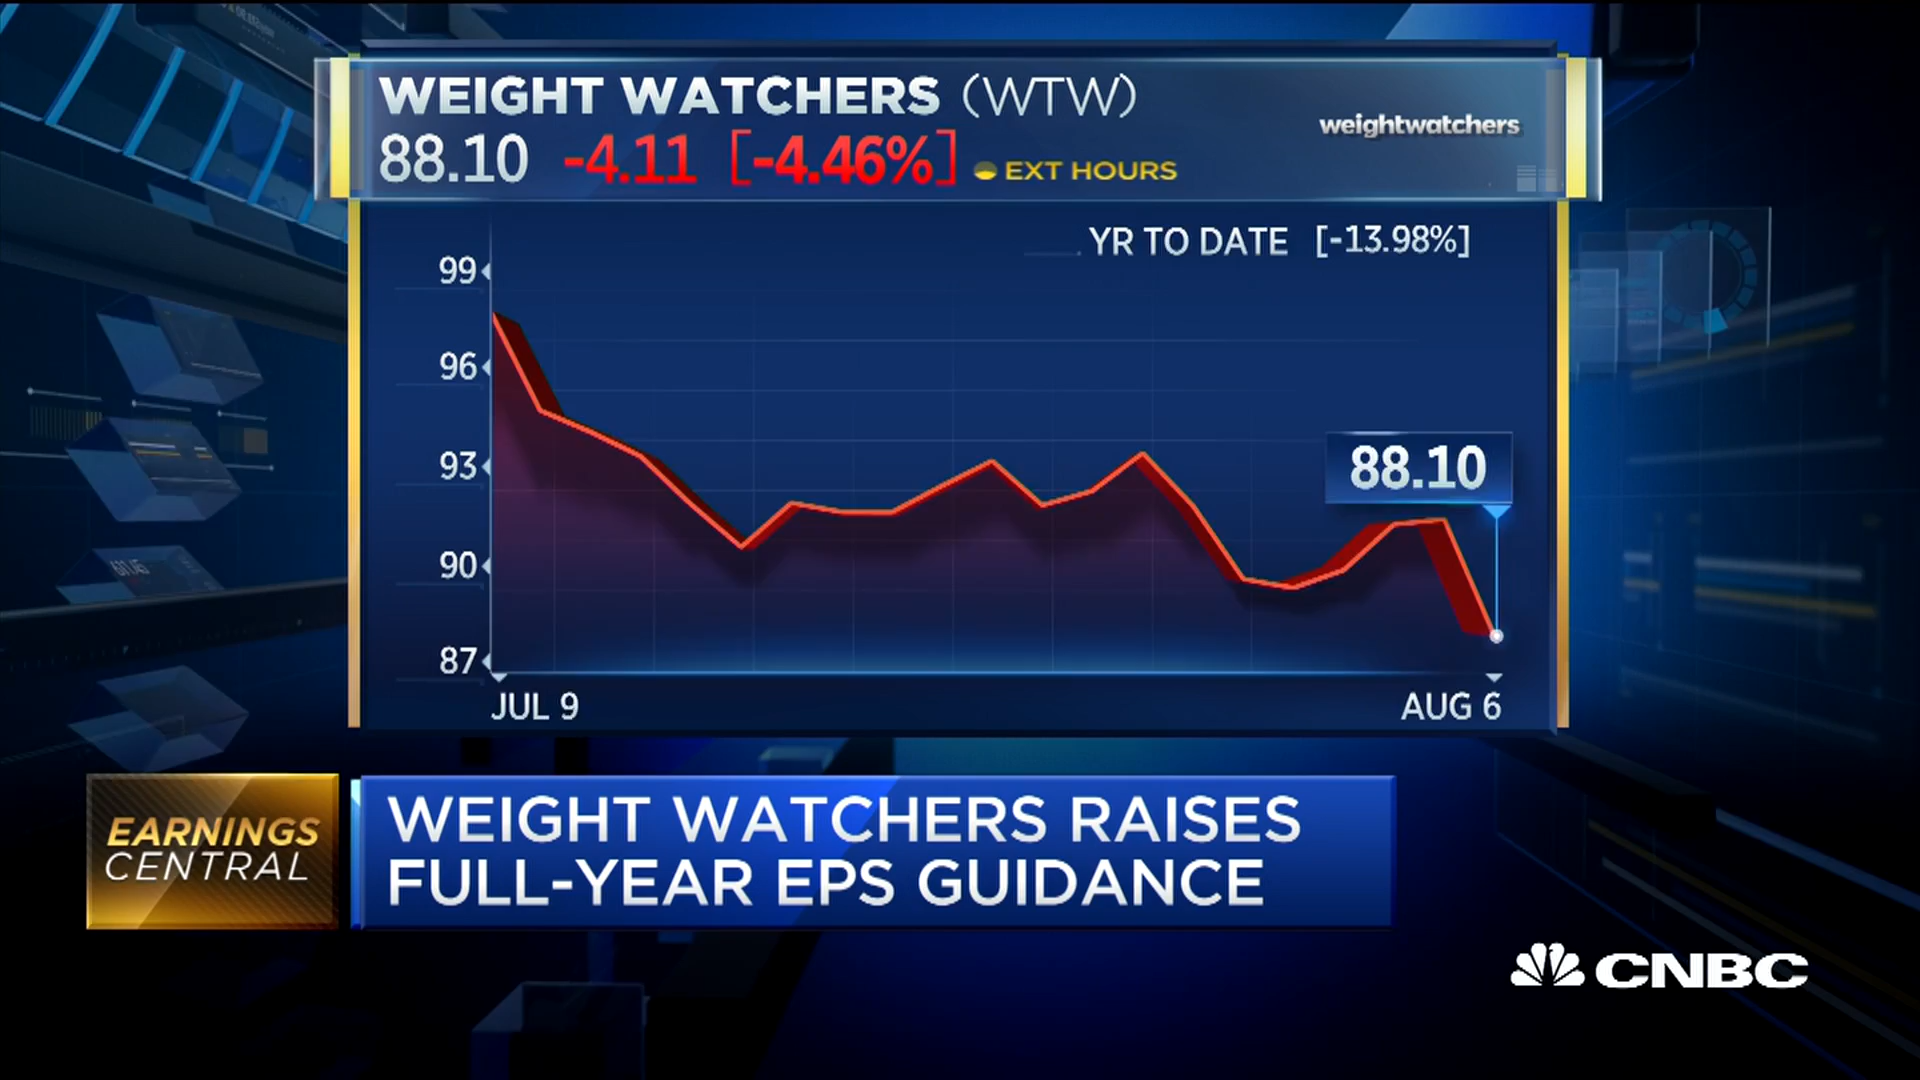 WEIGHT WATCHERS (WTW)
88.10 -4.11 [-4.46%] EXT HOURS
weightwatchers
YR TO DATE [-13.98%]
99
96
93
90
87
88.10
JUL 9
AUG 6
EARNINGS
CENTRAL
WEIGHT WATCHERS RAISES
FULL-YEAR EPS GUIDANCE
CNBC